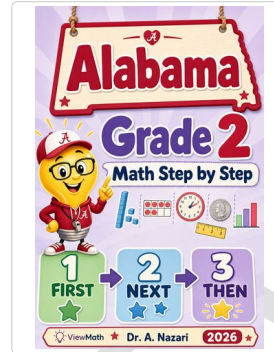 A
Alabama
A
Grade 2
Math Step by Step
1
FIRST
2
NEXT
3
THEN
ViewMath ★ Dr. A. Nazari 2026 ★